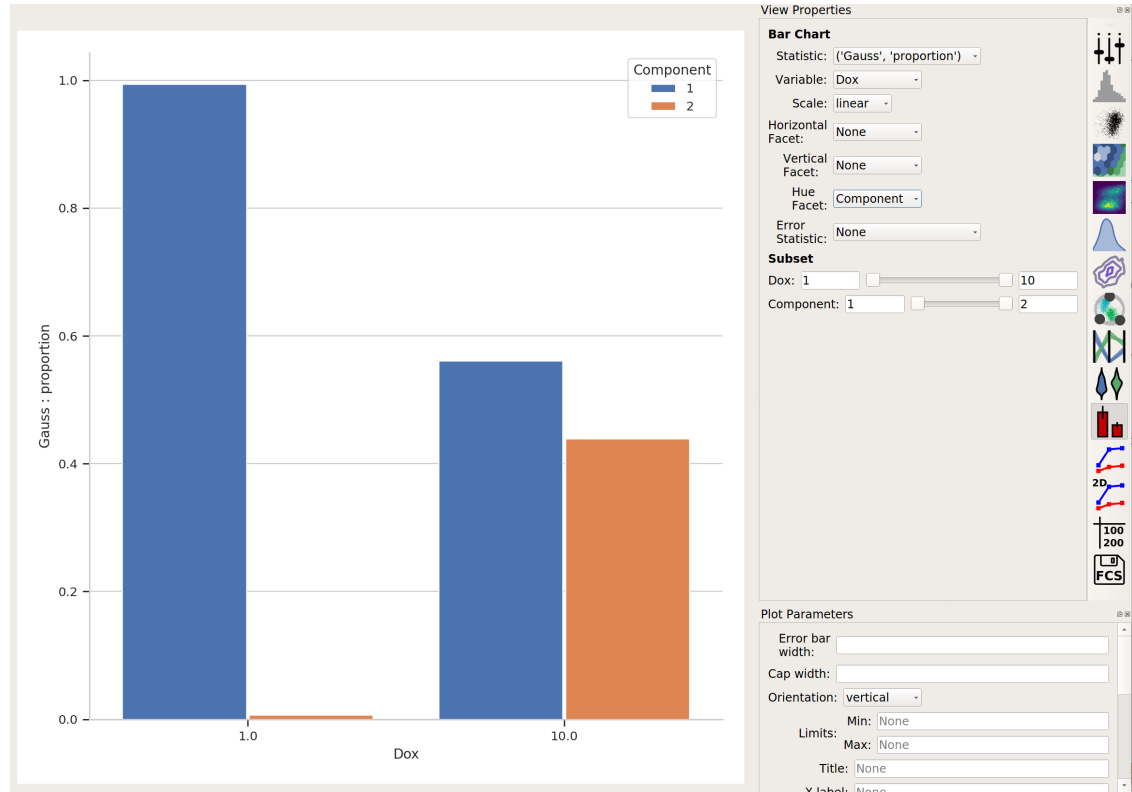 View Properties
Bar Chart
Statistic: ('Gauss', 'proportion')
Variable: Dox
Scale: linear
Horizontal
Facet: None
Vertical
Facet: None
Hue
Facet: Component
Error
Statistic: None
Subset
Dox: 1 10
Component: 1 2
2D
100
200
FCS
Component
1
2
1.0
0.8
0.6
0.4
0.2
0.0
Gauss : proportion
1.0 10.0
Dox
Plot Parameters
Error bar
width:
Cap width:
Orientation: vertical
Limits:
Min: None
Max: None
Title: None
X label: None